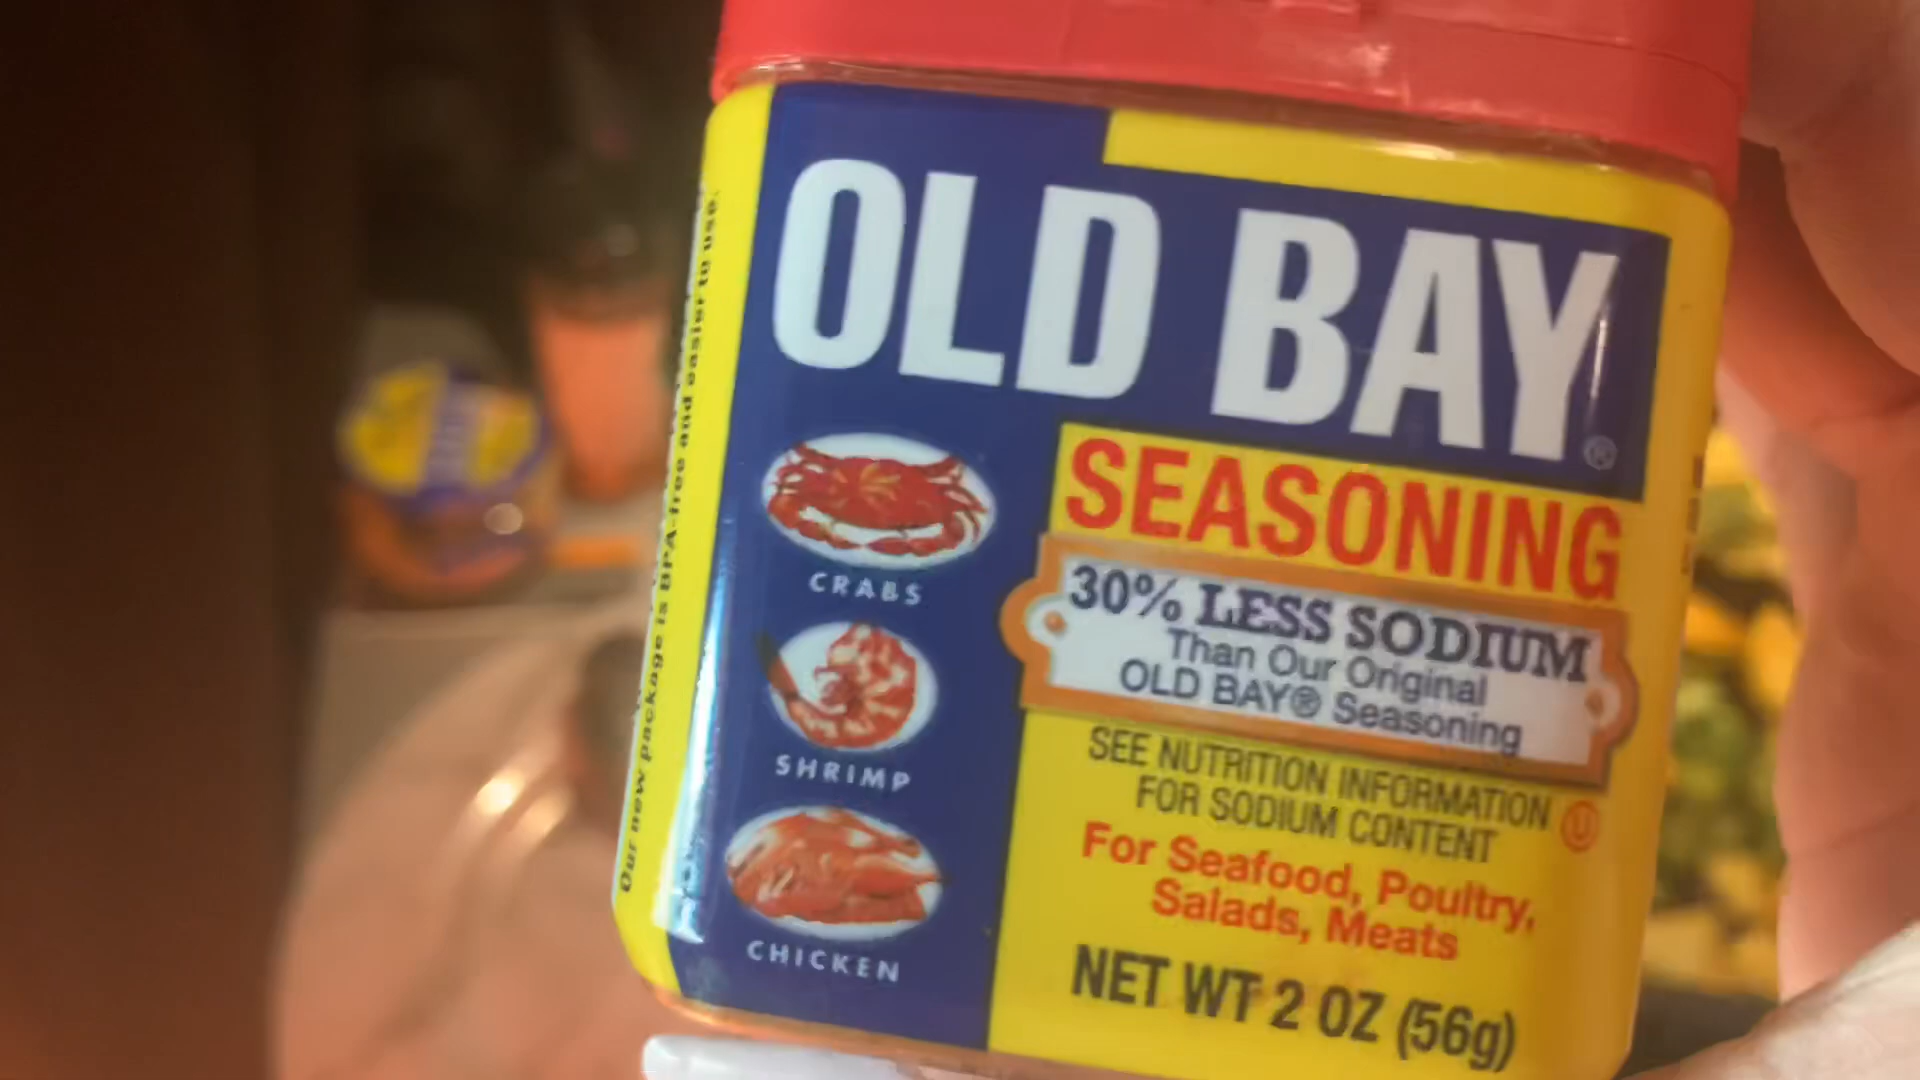 OLD BAY®
SEASONING
30% LESS SODIUM
Than Our Original
OLD BAY® Seasoning
SEE NUTRITION INFORMATION
FOR SODIUM CONTENT
U
For Seafood, Poultry,
Salads, Meats
NET WT 2 OZ (56g)
CRABS
SHRIMP
CHICKEN
Our new package is BPA-free and easier to use.